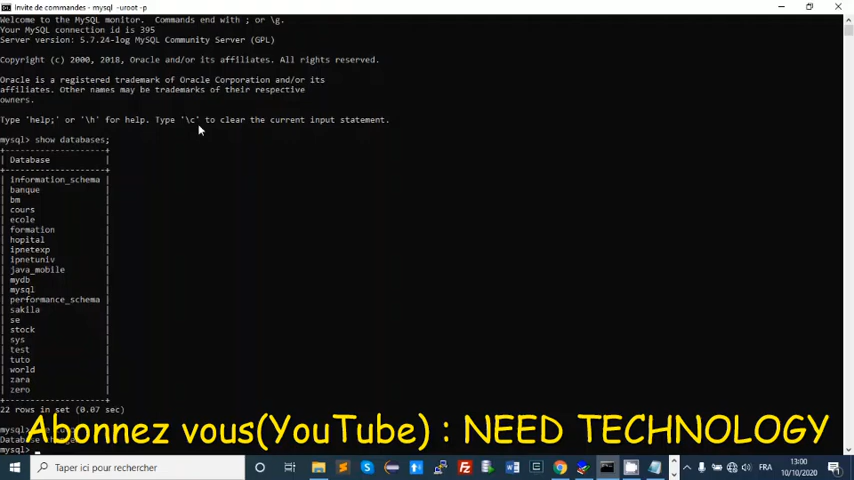 Invite de commandes - mysql -uroot -p
Welcome to the MySQL monitor.  Commands end with ; or \g.
Your MySQL connection id is 395
Server version: 5.7.24-log MySQL Community Server (GPL)
Copyright (c) 2000, 2018, Oracle and/or its affiliates. All rights reserved.
Oracle is a registered trademark of Oracle Corporation and/or its
affiliates. Other names may be trademarks of their respective
owners.
Type 'help;' or '\h' for help. Type '\c' to clear the current input statement.
mysql> show databases;
+--------------------+
| Database           |
+--------------------+
| information_schema |
| banque             |
| bm                 |
| cours              |
| ecole              |
| formation          |
| hopital            |
| ipnetexp           |
| ipnetuniv          |
| java_mobile        |
| mydb               |
| mysql              |
| performance_schema |
| sakila             |
| se                 |
| stock              |
| sys                |
| test               |
| tuto               |
| world              |
| zara               |
| zero               |
+--------------------+
22 rows in set (0.07 sec)
Abonnez vous(YouTube) : NEED TECHNOLOGY
mysql>
Taper ici pour rechercher
FRA
13:00
10/10/2020